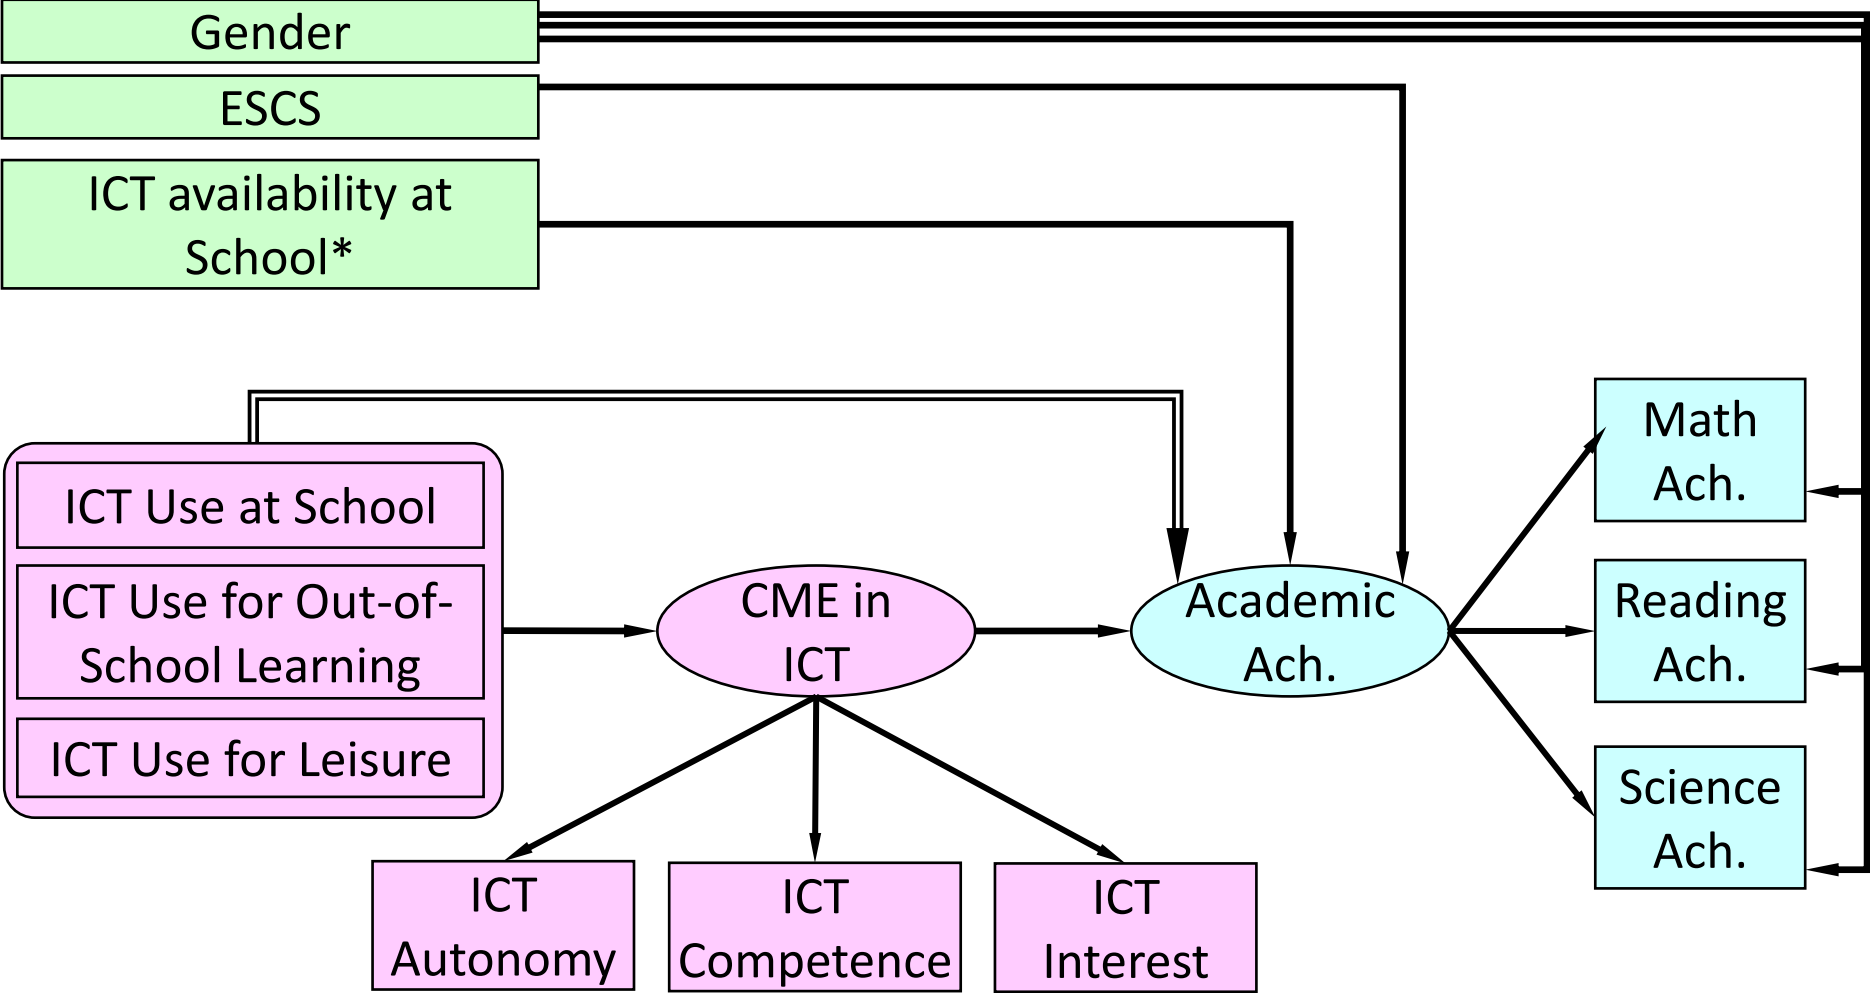 Gender
ESCS
ICT availability at
School*
ICT Use at School
ICT Use for Out-of-
School Learning
ICT Use for Leisure
CME in
ICT
Academic
Ach.
Math
Ach.
Reading
Ach.
Science
Ach.
ICT
Autonomy
ICT
Competence
ICT
Interest